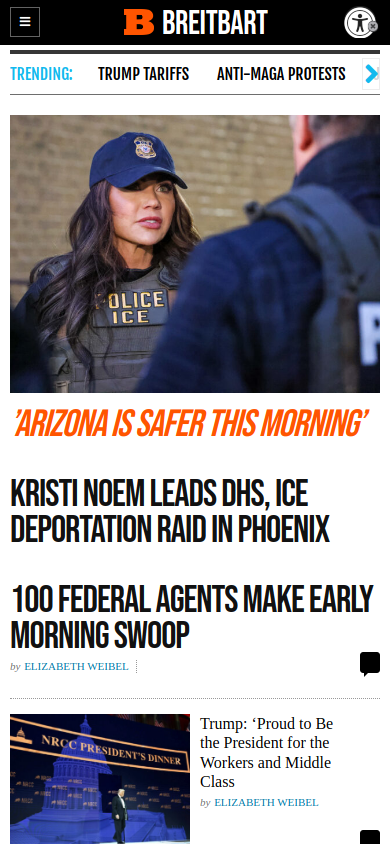 B BREITBART
TRENDING: TRUMP TARIFFS ANTI-MAGA PROTESTS
POLICE
ICE
P
'ARIZONA IS SAFER THIS MORNING'
KRISTI NOEM LEADS DHS, ICE
DEPORTATION RAID IN PHOENIX
100 FEDERAL AGENTS MAKE EARLY
MORNING SWOOP
by ELIZABETH WEIBEL
NRCC PRESIDENT'S DINNER
Trump: ‘Proud to Be
the President for the
Workers and Middle
Class
by ELIZABETH WEIBEL